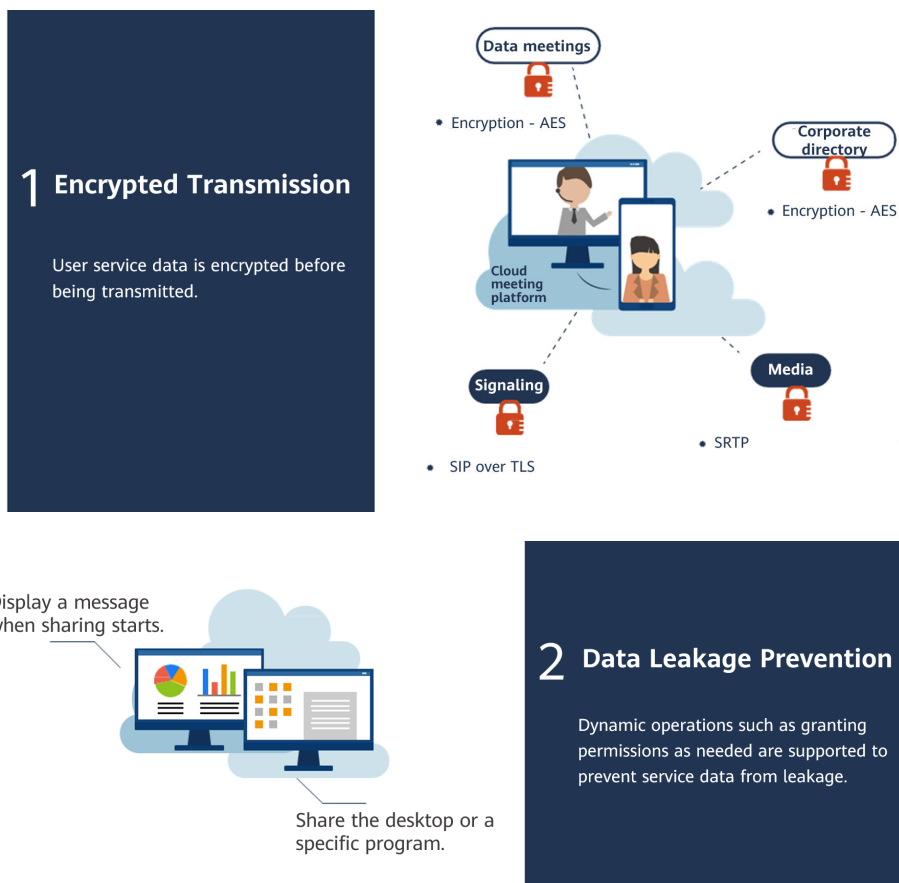 1 Encrypted Transmission
User service data is encrypted before
being transmitted.
Data meetings
• Encryption - AES
Corporate
directory
• Encryption - AES
Cloud
meeting
platform
Signaling
• SIP over TLS
Media
• SRTP
isplay a message
hen sharing starts.
Share the desktop or a
specific program.
2 Data Leakage Prevention
Dynamic operations such as granting
permissions as needed are supported to
prevent service data from leakage.